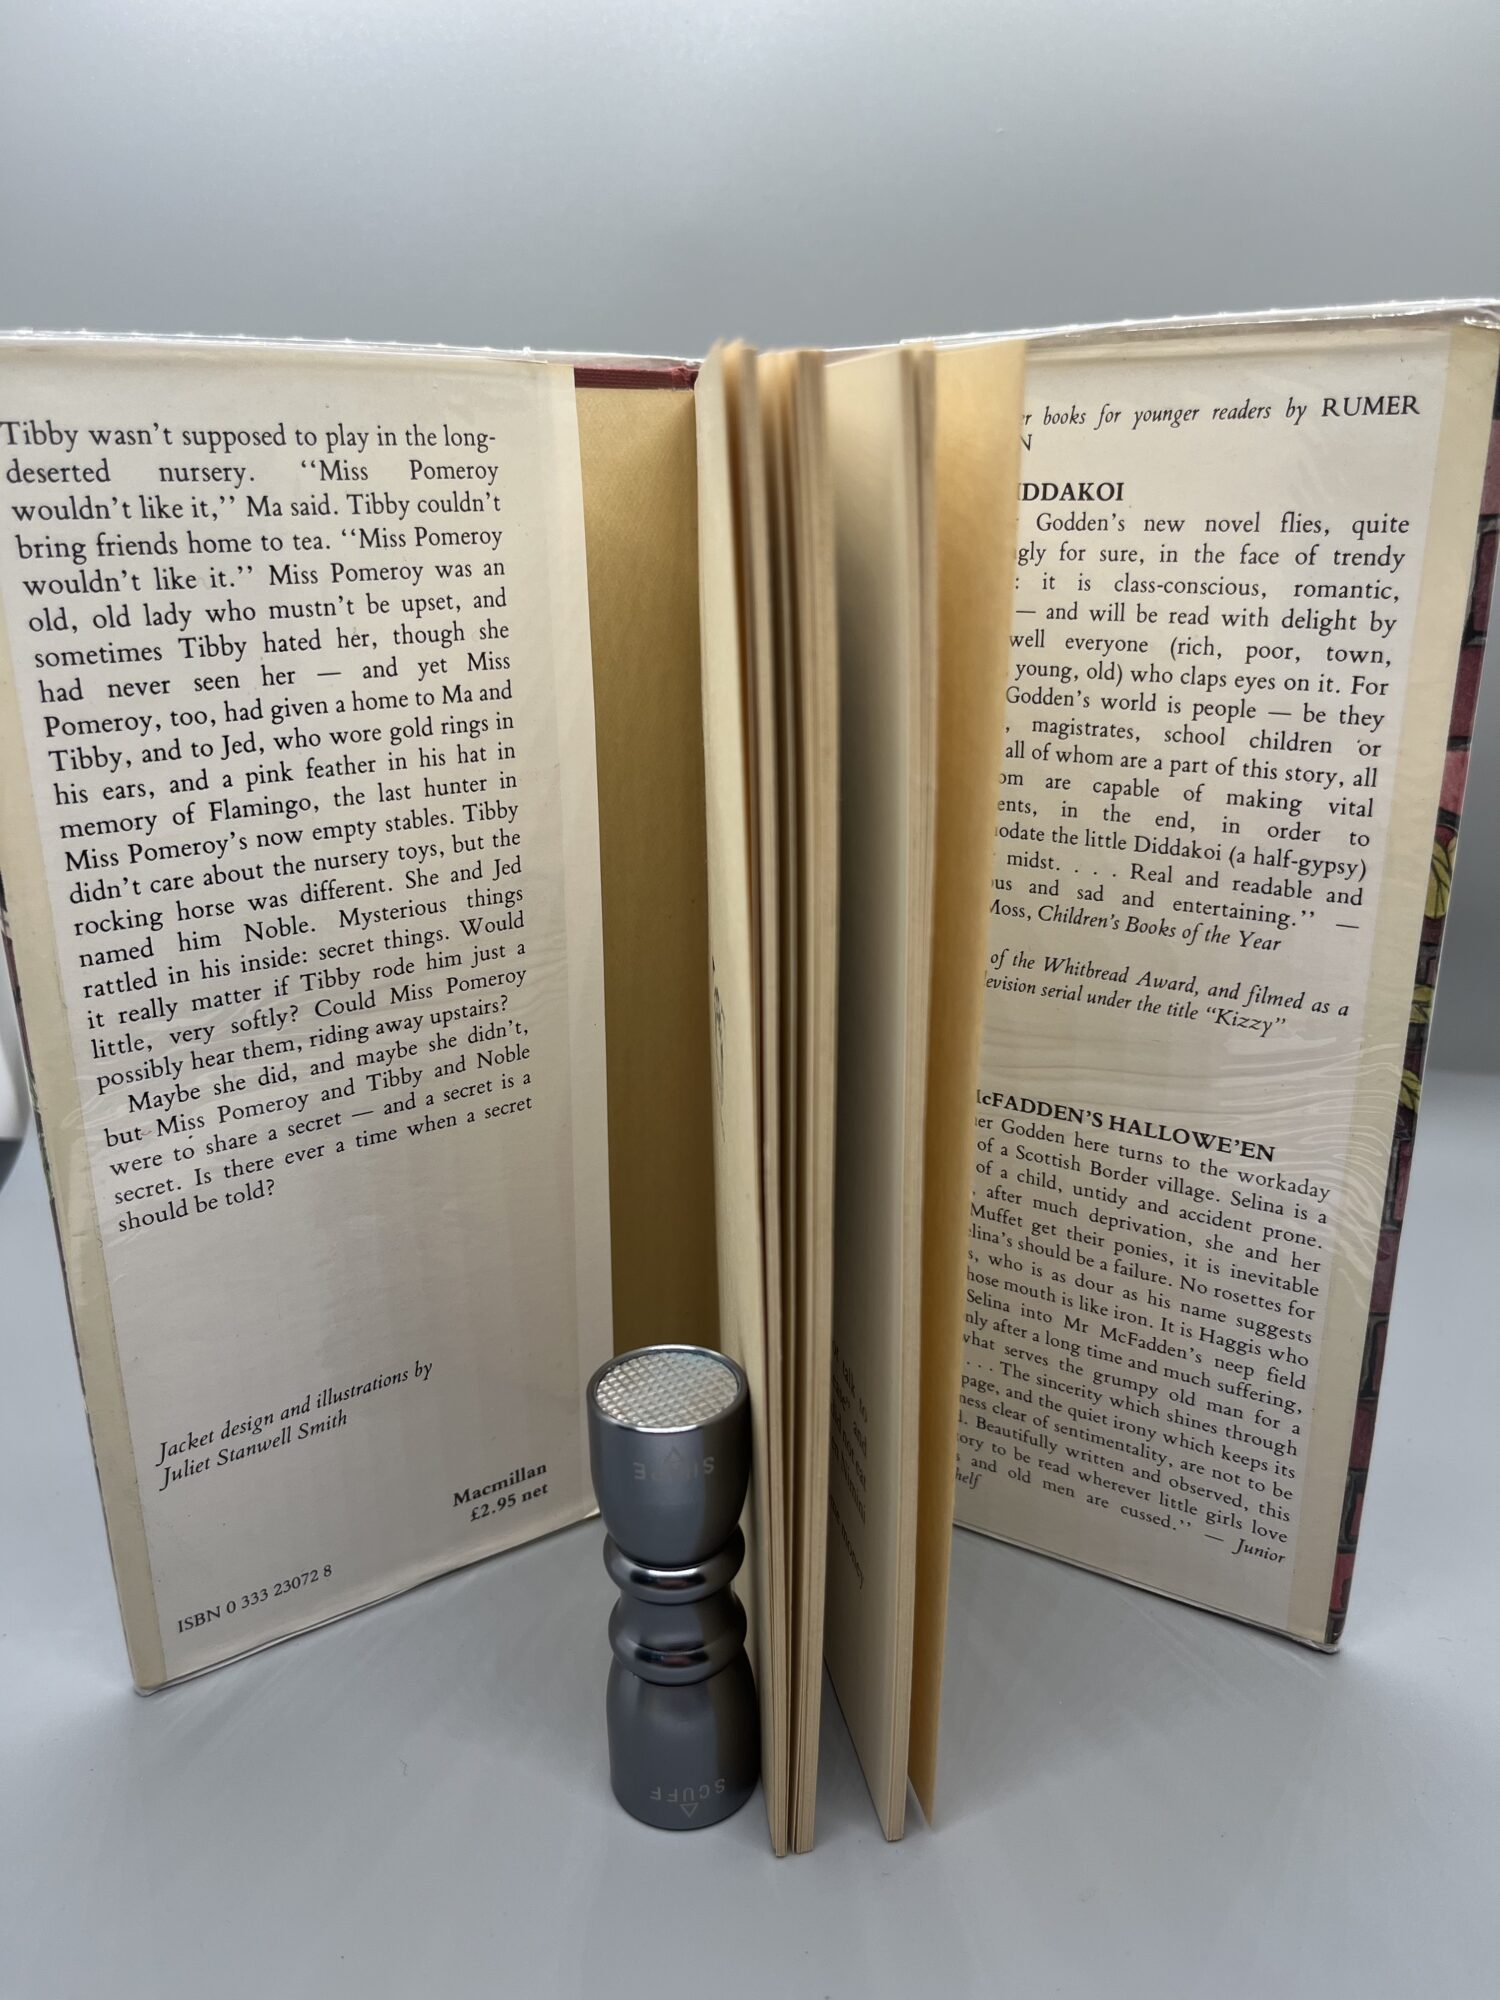 Tibby wasn't supposed to play in the long-
deserted nursery. “Miss Pomeroy
wouldn't like it,” Ma said. Tibby couldn't
bring friends home to tea. “Miss Pomeroy
wouldn't like it.” Miss Pomeroy was an
old, old lady who mustn't be upset, and
sometimes Tibby hated her, though she
had never seen her — and yet Miss
Pomeroy, too, had given a home to Ma and
Tibby, and to Jed, who wore gold rings in
his ears, and a pink feather in his hat in
memory of Flamingo, the last hunter in
Miss Pomeroy's now empty stables. Tibby
didn't care about the nursery toys, but the
rocking horse was different. She and Jed
named him Noble. Mysterious things
rattled in his inside: secret things. Would
it really matter if Tibby rode him just a
little, very softly? Could Miss Pomeroy
possibly hear them, riding away upstairs?
Maybe she did, and maybe she didn't,
but Miss Pomeroy and Tibby and Noble
were to share a secret — and a secret is a
secret. Is there ever a time when a secret
should be told?
Jacket design and illustrations by
Juliet Stanwell Smith
Macmillan
£2.95 net
ISBN 0 333 23072 8
SCUFF
books for younger readers by RUMER
IDDAKOI
Godden's new novel flies, quite
gly for sure, in the face of trendy
: it is class-conscious, romantic,
— and will be read with delight by
well everyone (rich, poor, town,
young, old) who claps eyes on it. For
Godden's world is people — be they
, magistrates, school children or
all of whom are a part of this story, all
om are capable of making vital
ents, in the end, in order to
odate the little Diddakoi (a half-gypsy)
midst. . . . Real and readable and
ous and sad and entertaining.” —
Moss, Children's Books of the Year
of the Whitbread Award, and filmed as a
levision serial under the title “Kizzy”
McFADDEN'S HALLOWE'EN
er Godden here turns to the workaday
of a Scottish Border village. Selina is a
of a child, untidy and accident prone.
, after much deprivation, she and her
Muffet get their ponies, it is inevitable
elina's should be a failure. No rosettes for
s, who is as dour as his name suggests
hose mouth is like iron. It is Haggis who
Selina into Mr McFadden's neep field
nly after a long time and much suffering,
what serves the grumpy old man for a
. . . The sincerity which shines through
page, and the quiet irony which keeps its
ness clear of sentimentality, are not to be
d. Beautifully written and observed, this
ory to be read wherever little girls love
s and old men are cussed.” — Junior
helf